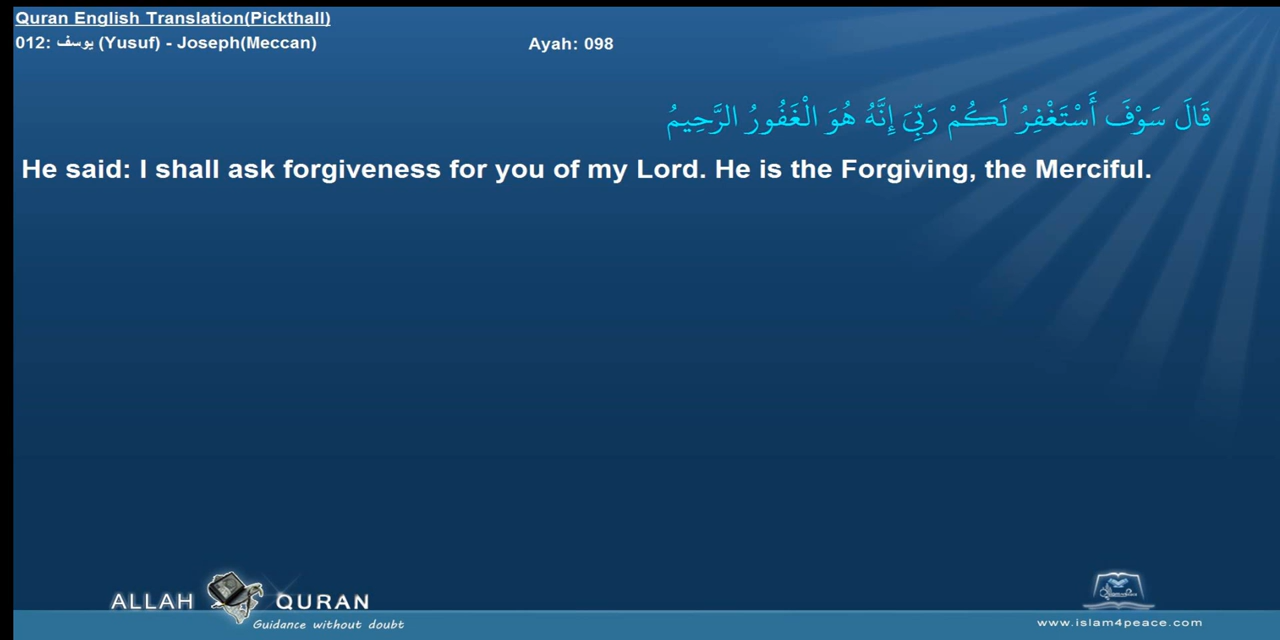 Quran English Translation(Pickthall)
012: يوسف (Yusuf) - Joseph(Meccan)
Ayah: 098
قَالَ سَوْفَ أَسْتَغْفِرُ لَكُمْ رَبِّيَ إِنَّهُ هُوَ الْغَفُورُ الرَّحِيمُ
He said: I shall ask forgiveness for you of my Lord. He is the Forgiving, the Merciful.
ALLAH QURAN
Guidance without doubt
www.islam4peace.com